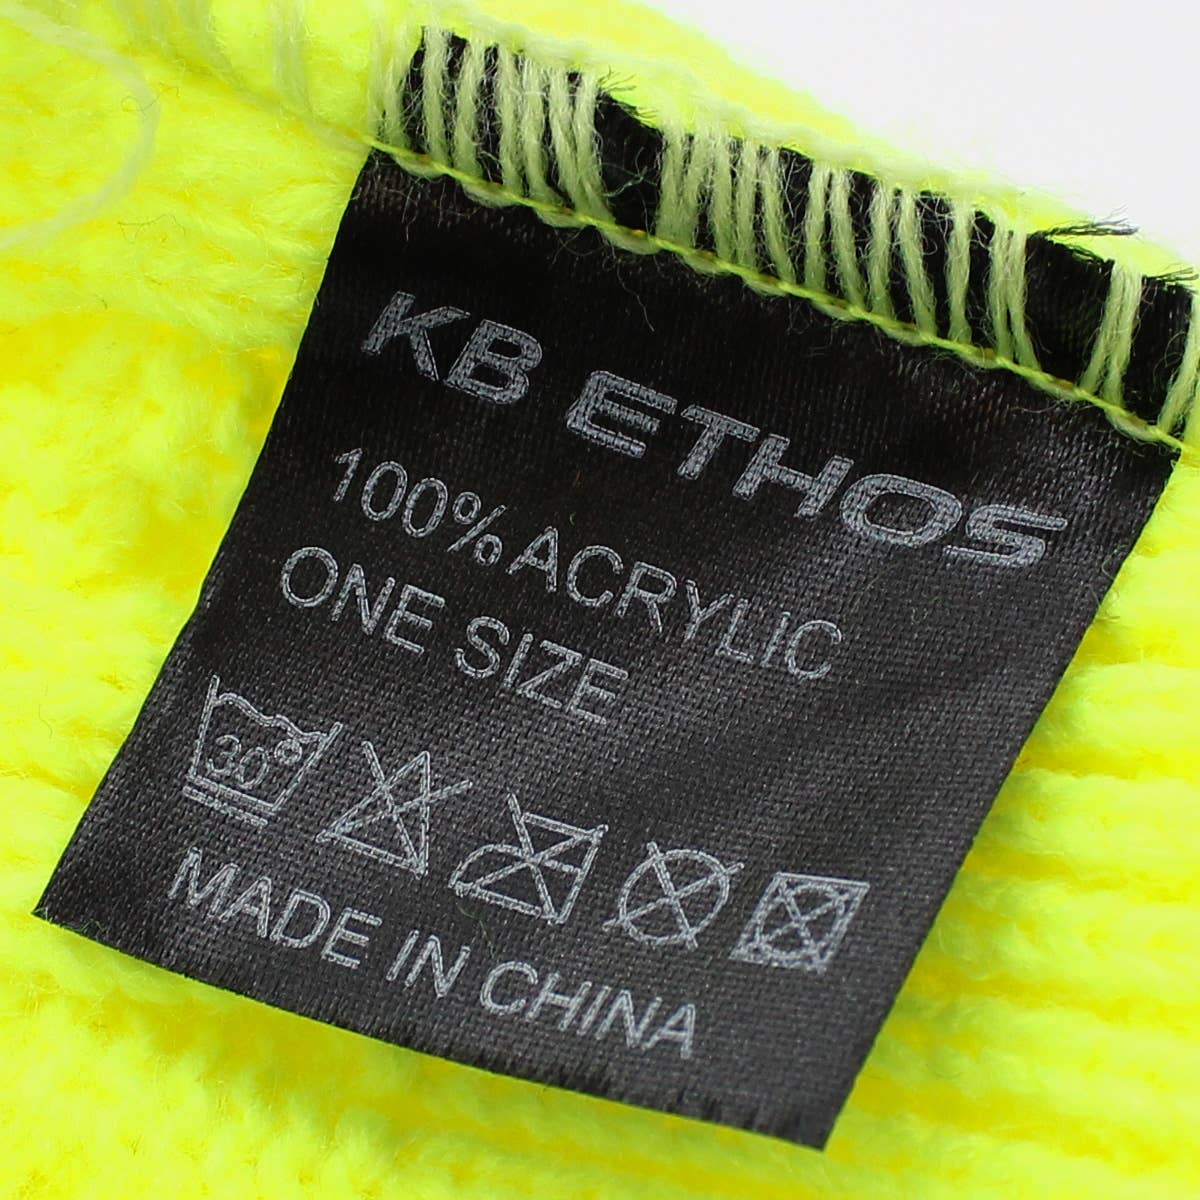 KB ETHOS
100% ACRYLIC
ONE SIZE
30°
MADE IN CHINA